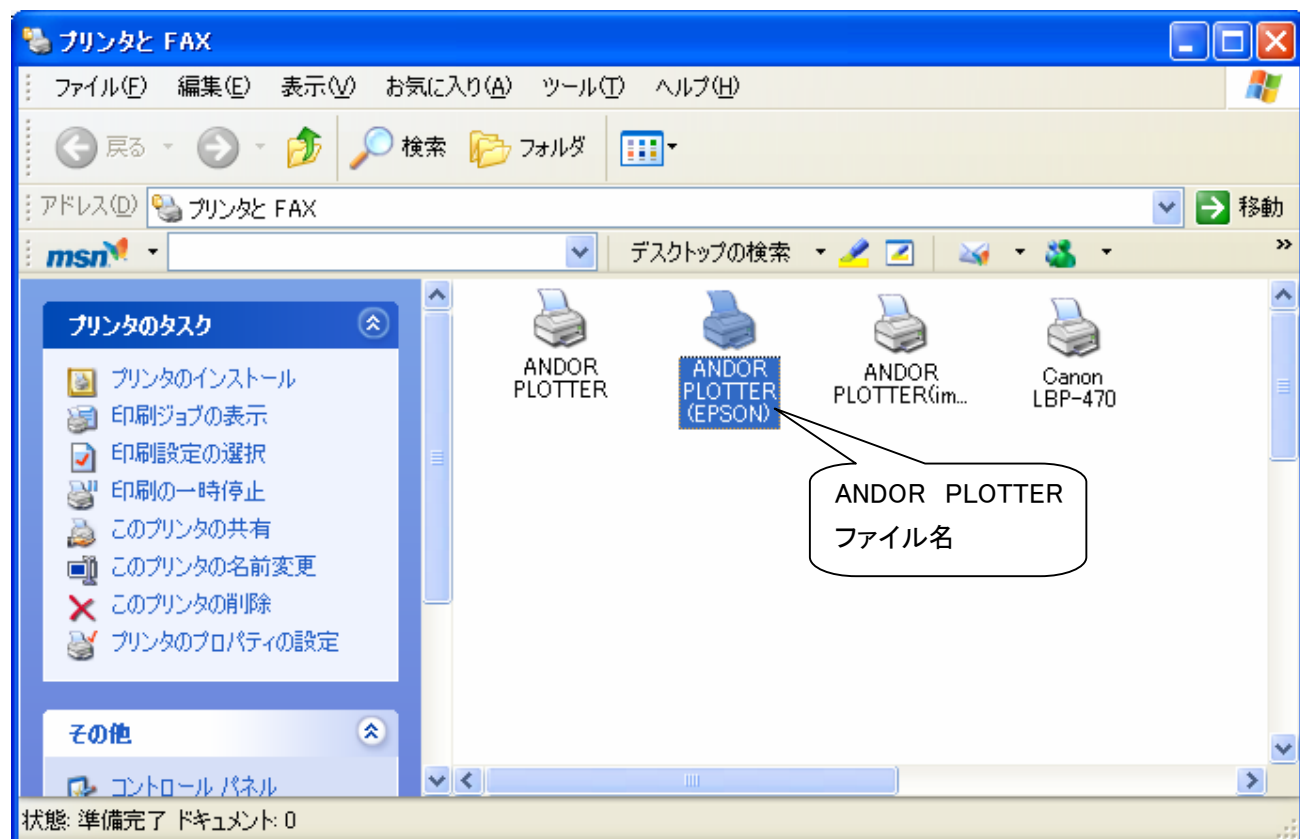 プリンタと FAX
ファイル(F) 編集(E) 表示(V) お気に入り(A) ツール(T) ヘルプ(H)
戻る 検索 フォルダ
アドレス(D) プリンタと FAX 移動
msn デスクトップの検索 »
プリンタのタスク
プリンタのインストール
印刷ジョブの表示
印刷設定の選択
印刷の一時停止
このプリンタの共有
このプリンタの名前変更
このプリンタの削除
プリンタのプロパティの設定
その他
コントロール パネル
ANDOR
PLOTTER
ANDOR
PLOTTER
(EPSON)
ANDOR
PLOTTER(im...
Canon
LBP-470
ANDOR PLOTTER
ファイル名
状態: 準備完了 ドキュメント: 0